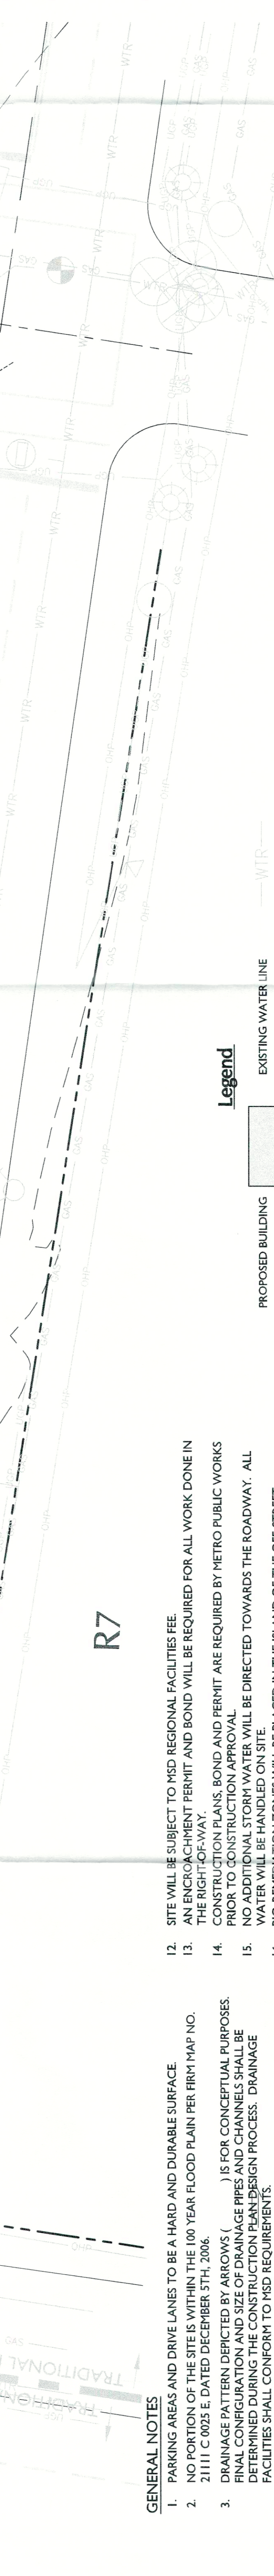 GENERAL NOTES
1. PARKING AREAS AND DRIVE LANES TO BE A HARD AND DURABLE SURFACE.
2. NO PORTION OF THE SITE IS WITHIN THE 100 YEAR FLOOD PLAIN PER FIRM MAP NO.
21111 C 0025 E. DATED DECEMBER 5TH, 2006.
3. DRAINAGE PATTERN DEPICTED BY ARROWS ( ) IS FOR CONCEPTUAL PURPOSES.
FINAL CONFIGURATION AND SIZE OF DRAINAGE PIPES AND CHANNELS SHALL BE
DETERMINED DURING THE CONSTRUCTION PLAN DESIGN PROCESS. DRAINAGE
FACILITIES SHALL CONFORM TO MSD REQUIREMENTS.
12. SITE WILL BE SUBJECT TO MSD REGIONAL FACILITIES FEE.
13. AN ENCROACHMENT PERMIT AND BOND WILL BE REQUIRED FOR ALL WORK DONE IN
THE RIGHT-OF-WAY.
14. CONSTRUCTION PLANS, BOND AND PERMIT ARE REQUIRED BY METRO PUBLIC WORKS
PRIOR TO CONSTRUCTION APPROVAL.
15. NO ADDITIONAL STORM WATER WILL BE DIRECTED TOWARDS THE ROADWAY. ALL
WATER WILL BE HANDLED ON SITE.
R7
Legend
PROPOSED BUILDING
EXISTING WATER LINE
WTR
TRADITIONAL
TRADITIONAL
GAS
OHP
WTR
UGP